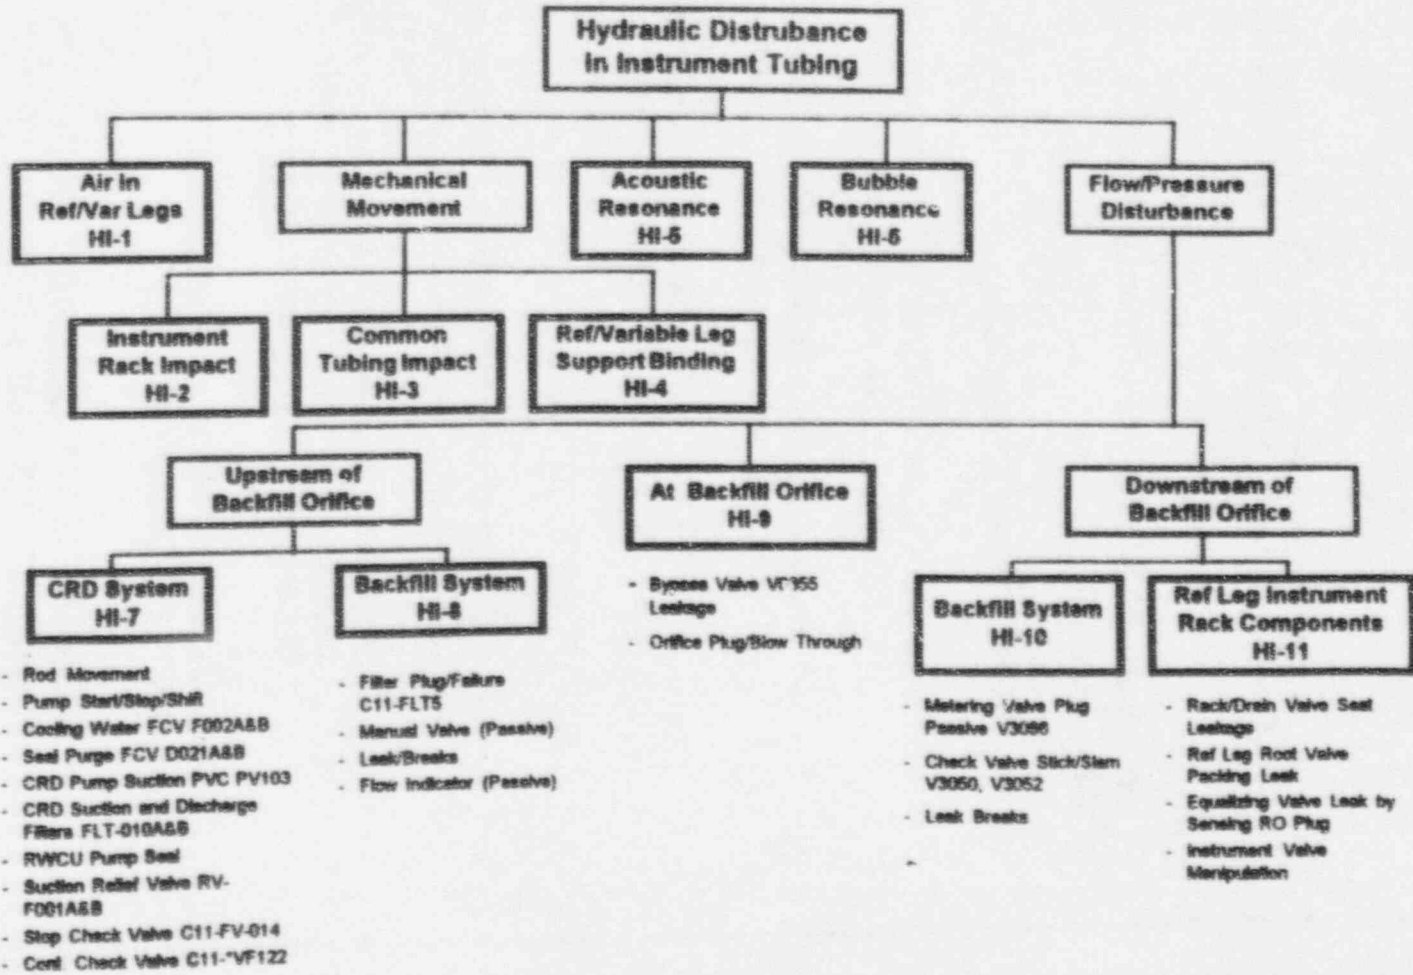 Hydraulic Distrubance
in Instrument Tubing
Air in
Ref/Var Legs
HI-1
Mechanical
Movement
Acoustic
Resonance
HI-5
Bubble
Resonance
HI-5
Flow/Pressure
Disturbance
Instrument
Rack Impact
HI-2
Common
Tubing Impact
HI-3
Ref/Variable Leg
Support Binding
HI-4
Upstream of
Backfill Orifice
At Backfill Orifice
HI-9
Downstream of
Backfill Orifice
CRD System
HI-7
Backfill System
HI-8
Backfill System
HI-10
Ref Leg Instrument
Rack Components
HI-11
- Rod Movement
- Pump Start/Stop/Shift
- Cooling Water FCV F002A&B
- Seal Purge FCV D021A&B
- CRD Pump Suction PVC PV103
- CRD Suction and Discharge
Filters FLT-010A&B
- RWCU Pump Seal
- Suction Relief Valve RV-
F001A&B
- Stop Check Valve C11-FV-014
- Cont. Check Valve C11-"VF122
- Filter Plug/Failure
C11-FLT5
- Manual Valve (Passive)
- Leak/Breaks
- Flow Indicator (Passive)
- Bypass Valve
Leakage
- Orifice Plug/Blow Through
- Metering Valve Plug
Passive V3086
- Check Valve Stick/Slam
V3050, V3052
- Leak Breaks
-
- Rack/Drain Valve Seat
Leakage
- Ref Leg Root Valve
Packing Leak
- Equalizing Valve Leak by
Sensing RO Plug
- Instrument Valve
Manipulation